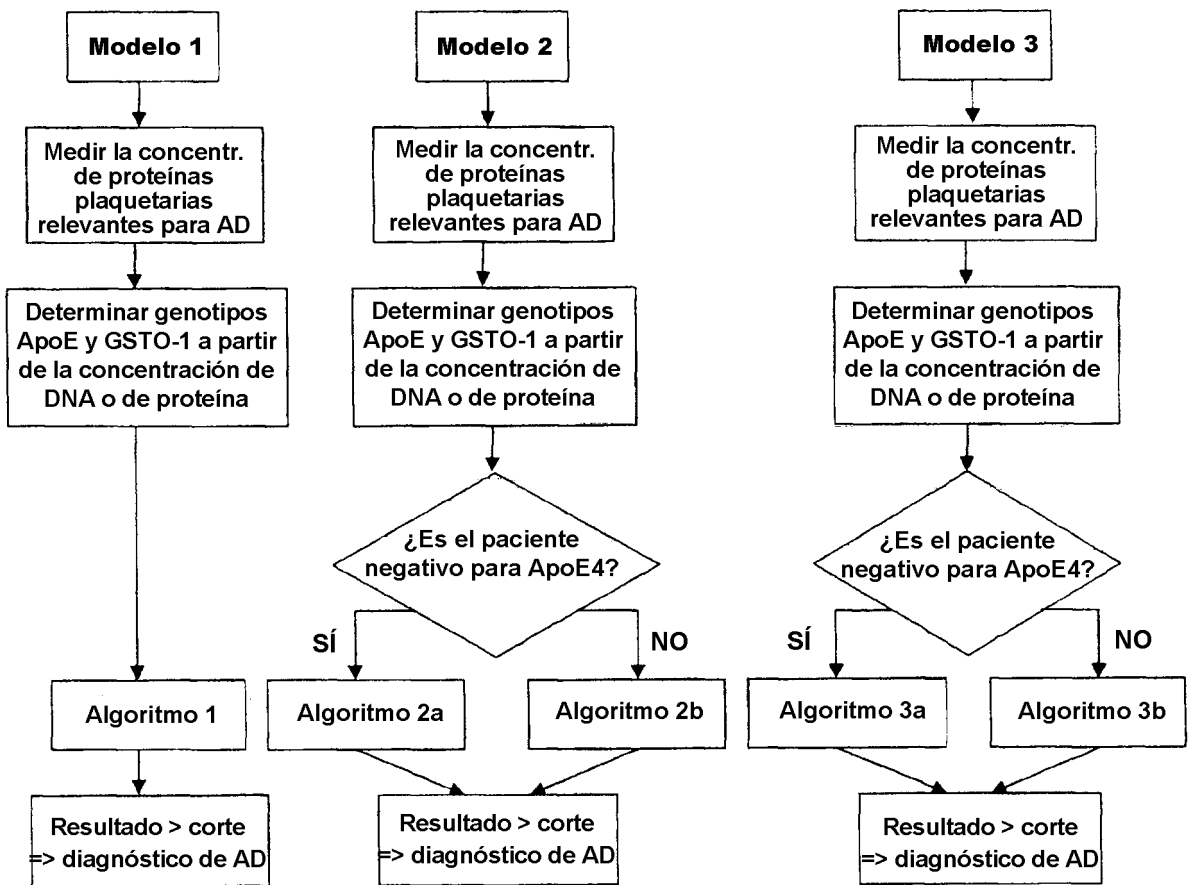 Modelo 1
Medir la concentr.
de proteínas
plaquetarias
relevantes para AD
Determinar genotipos
ApoE y GSTO-1 a partir
de la concentración de
DNA o de proteína
Algoritmo 1
Resultado > corte
=> diagnóstico de AD
Modelo 2
Medir la concentr.
de proteínas
plaquetarias
relevantes para AD
Determinar genotipos
ApoE y GSTO-1 a partir
de la concentración de
DNA o de proteína
¿Es el paciente
negativo para ApoE4?
SÍ
NO
Algoritmo 2a
Algoritmo 2b
Resultado > corte
=> diagnóstico de AD
Modelo 3
Medir la concentr.
de proteínas
plaquetarias
relevantes para AD
Determinar genotipos
ApoE y GSTO-1 a partir
de la concentración de
DNA o de proteína
¿Es el paciente
negativo para ApoE4?
SÍ
NO
Algoritmo 3a
Algoritmo 3b
Resultado > corte
=> diagnóstico de AD